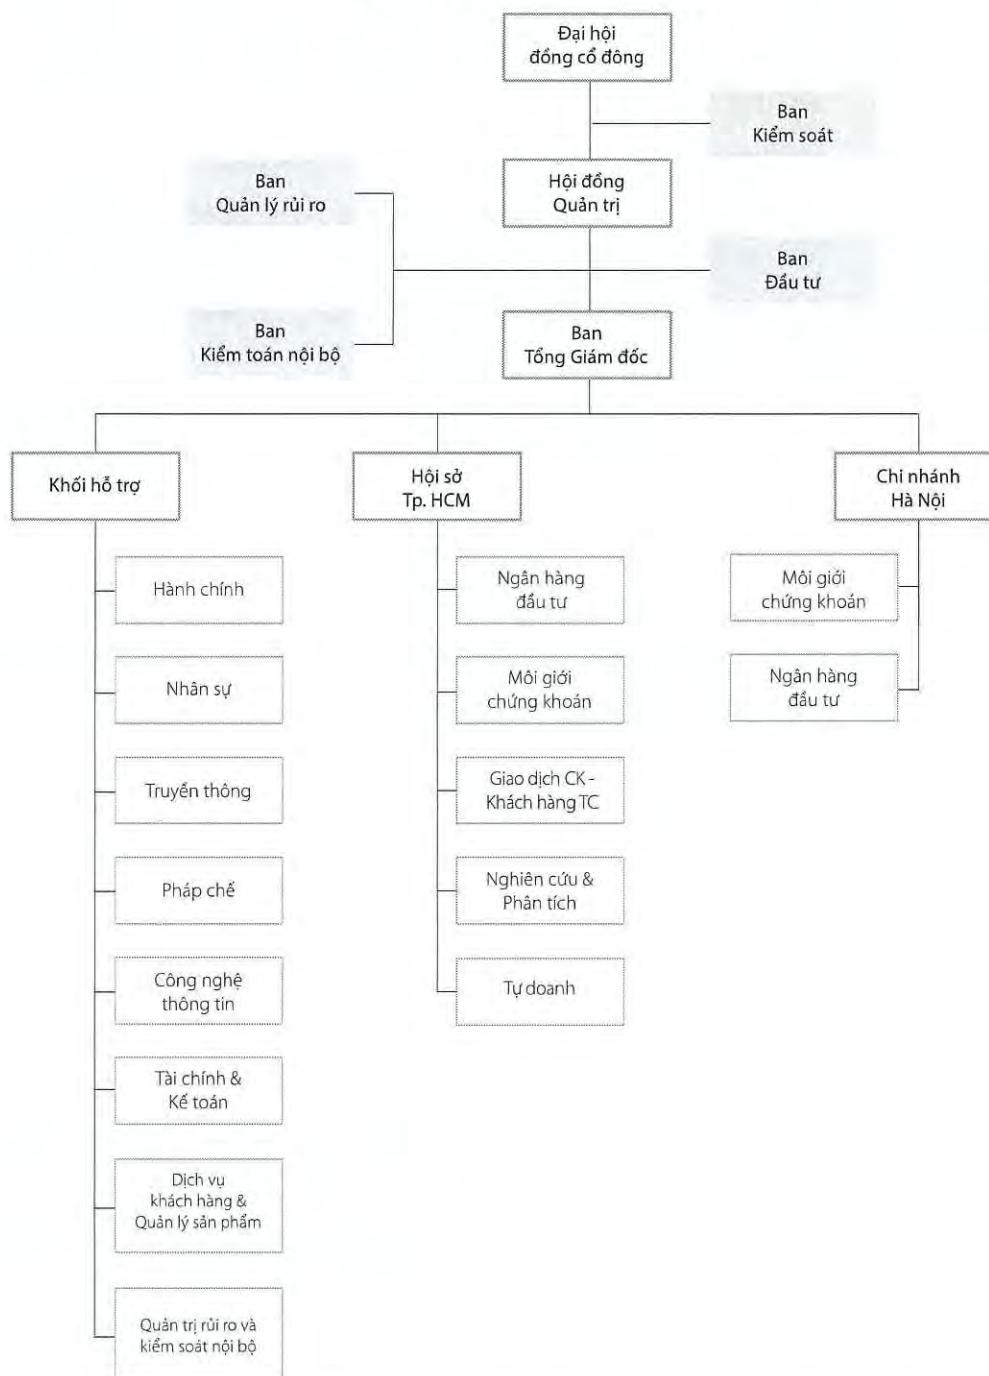 Đại hội
đồng cổ đông
Ban
Kiểm soát
Ban
Quản lý rủi ro
Hội đồng
Quản trị
Ban
Đầu tư
Ban
Kiểm toán nội bộ
Ban
Tổng Giám đốc
Khối hỗ trợ
Hội sở
Tp. HCM
Chi nhánh
Hà Nội
Hành chính
Nhân sự
Truyền thông
Pháp chế
Công nghệ
thông tin
Tài chính &
Kế toán
Dịch vụ
khách hàng &
Quản lý sản phẩm
Quản trị rủi ro và
kiểm soát nội bộ
Ngân hàng
đầu tư
Môi giới
chứng khoán
Giao dịch CK -
Khách hàng TC
Nghiên cứu &
Phân tích
Tự doanh
Môi giới
chứng khoán
Ngân hàng
đầu tư